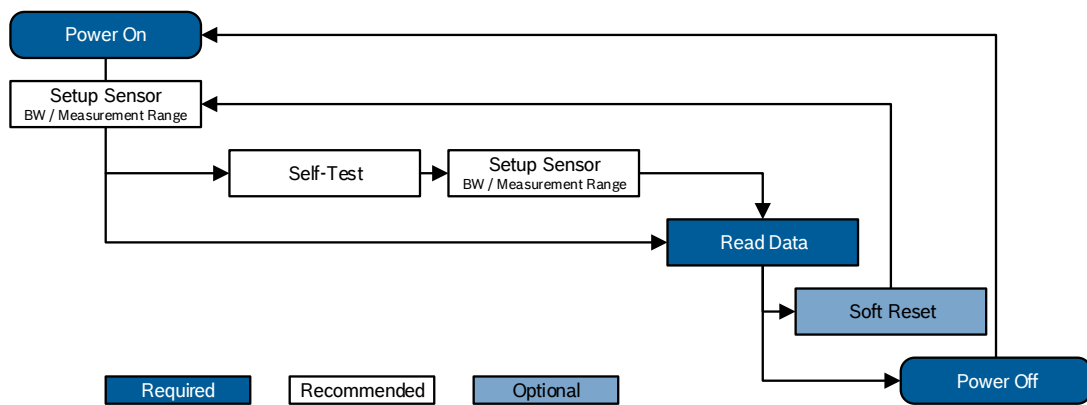 Power On
Setup Sensor
BW / Measurement Range
Self-Test
Setup Sensor
BW / Measurement Range
Read Data
Soft Reset
Power Off
Required
Recommended
Optional